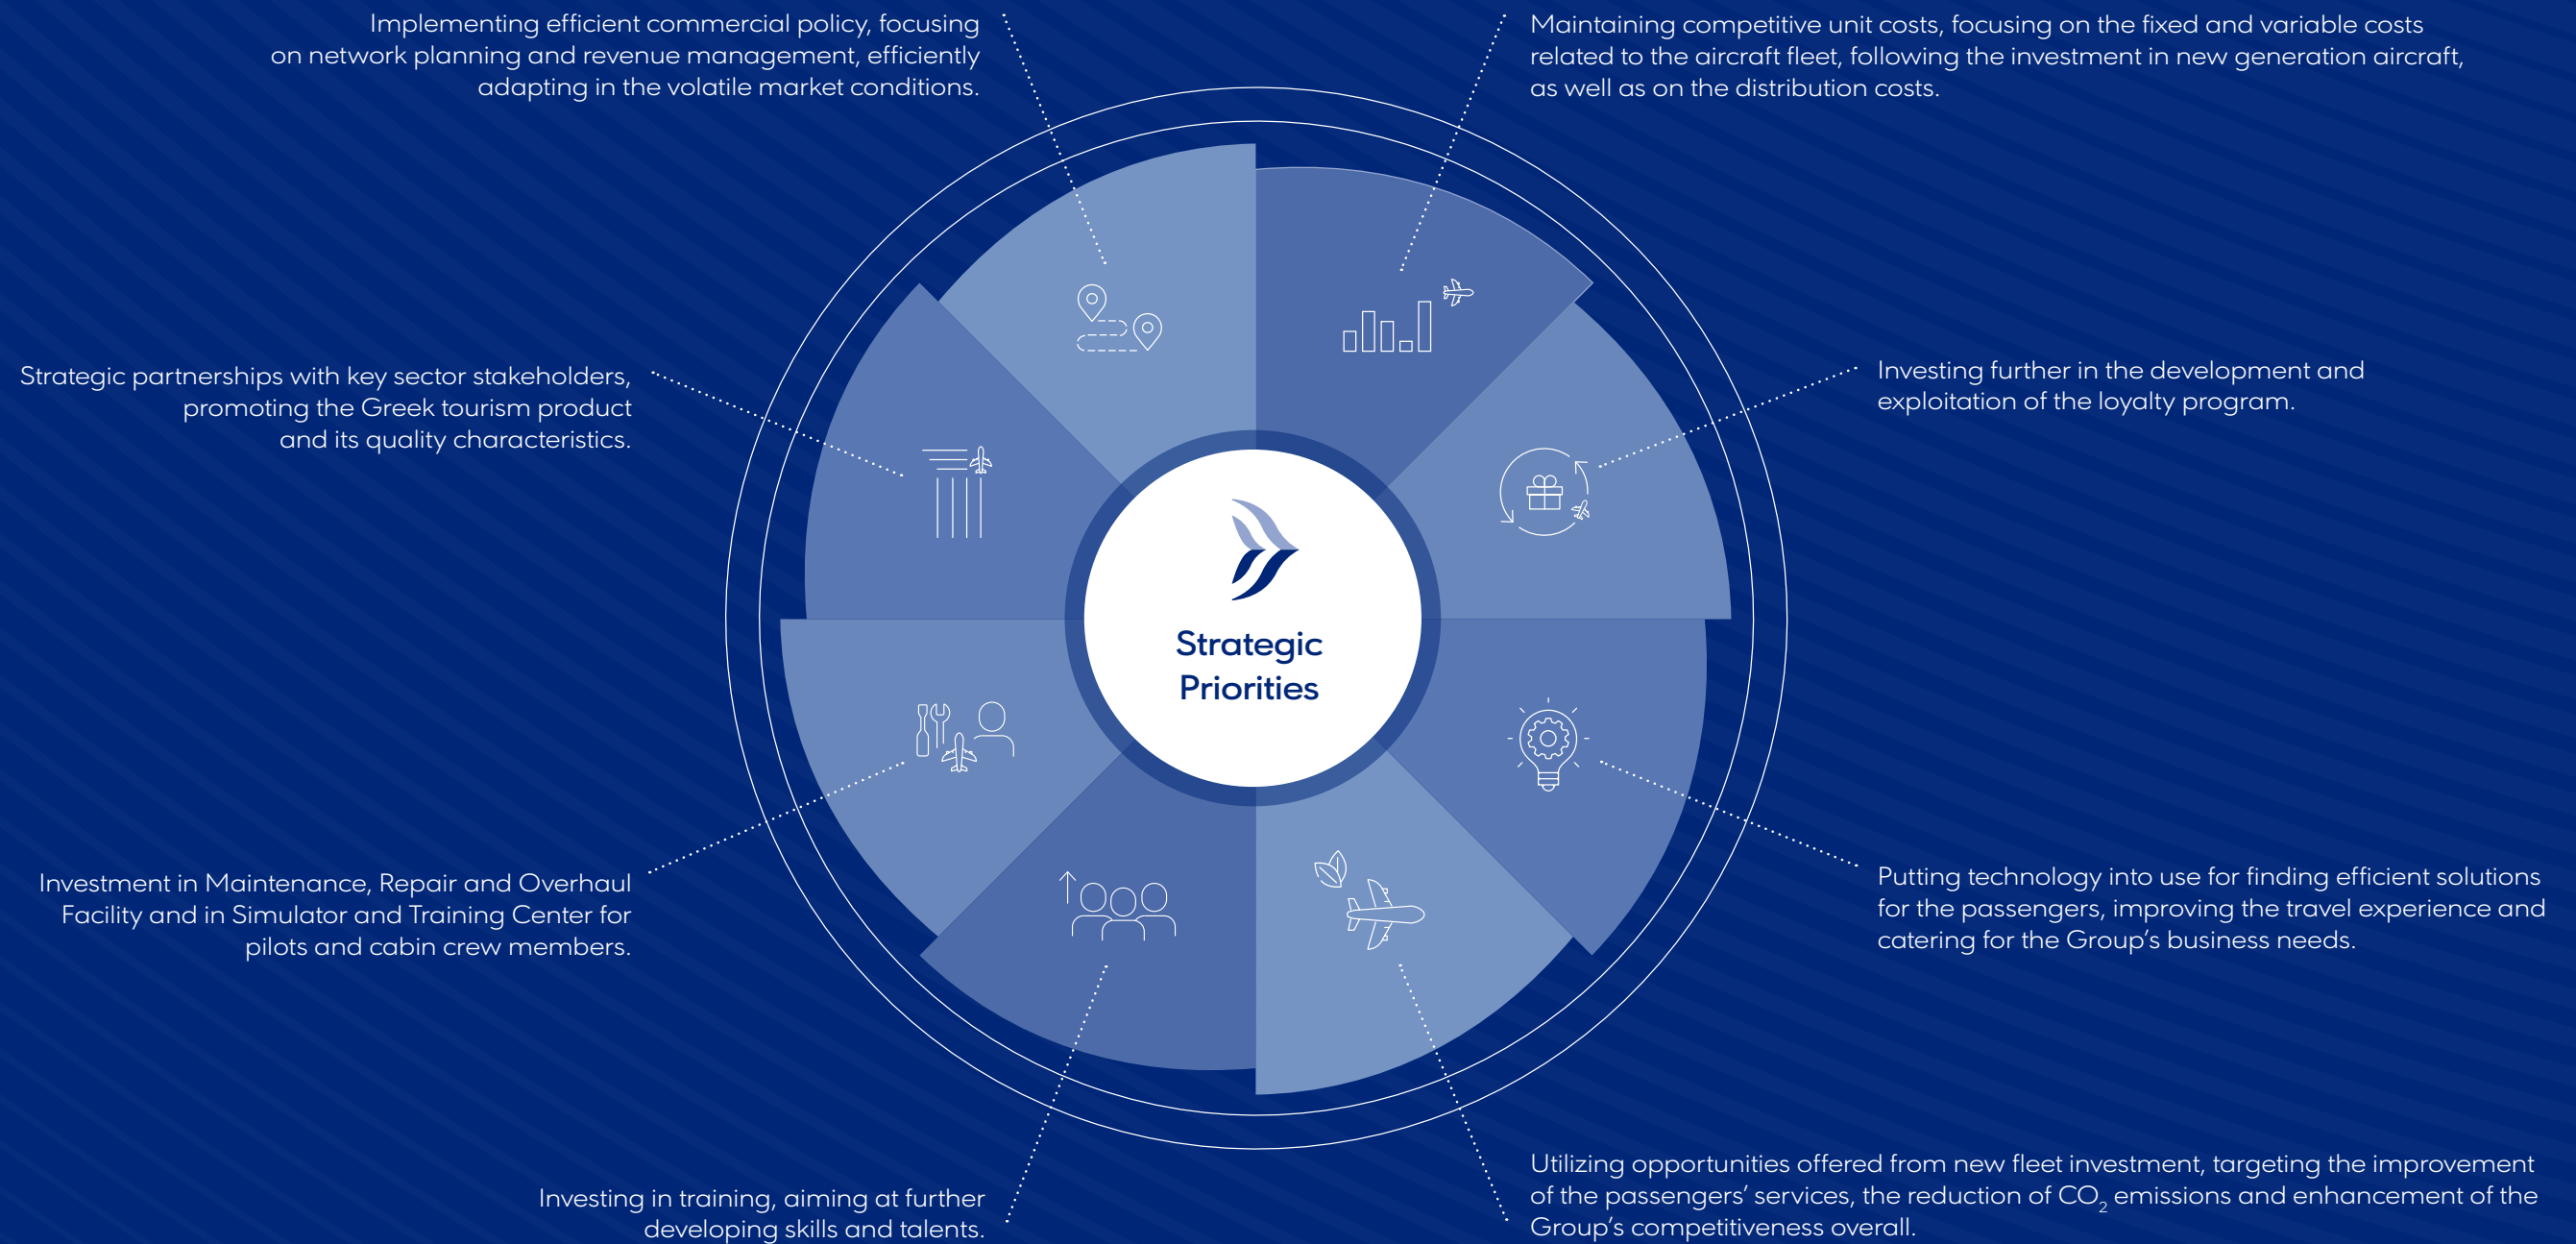 Implementing efficient commercial policy, focusing
on network planning and revenue management, efficiently
adapting in the volatile market conditions.
Maintaining competitive unit costs, focusing on the fixed and variable costs
related to the aircraft fleet, following the investment in new generation aircraft,
as well as on the distribution costs.
Strategic partnerships with key sector stakeholders,
promoting the Greek tourism product
and its quality characteristics.
Investing further in the development and
exploitation of the loyalty program.
Strategic
Priorities
Investment in Maintenance, Repair and Overhaul
Facility and in Simulator and Training Center for
pilots and cabin crew members.
Putting technology into use for finding efficient solutions
for the passengers, improving the travel experience and
catering for the Group’s business needs.
Investing in training, aiming at further
developing skills and talents.
Utilizing opportunities offered from new fleet investment, targeting the improvement
of the passengers’ services, the reduction of CO₂ emissions and enhancement of the
Group’s competitiveness overall.